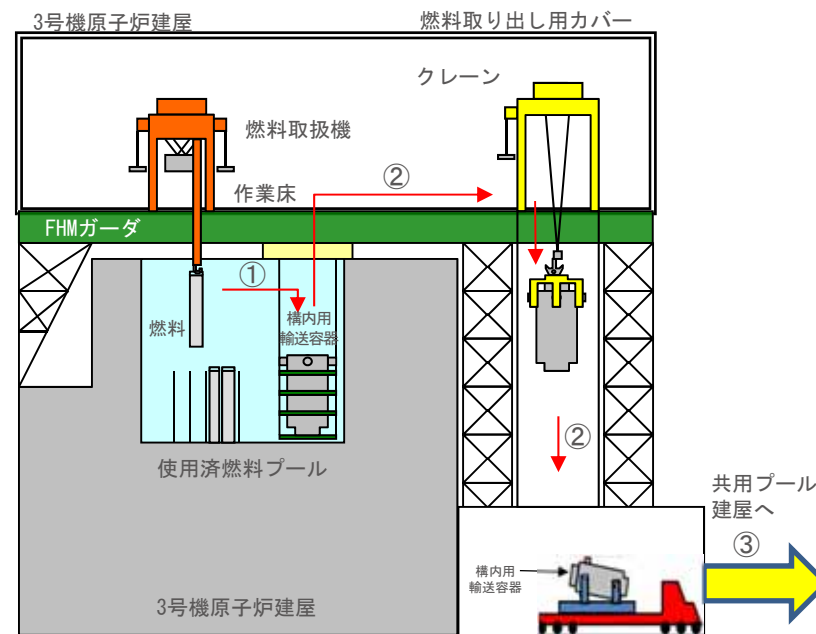 3号機原子炉建屋
燃料取り出し用カバー
クレーン
燃料取扱機
②
作業床
FHMガーダ
①
燃料
構内用
輸送容器
②
使用済燃料プール
共用プール
建屋へ
③
構内用
輸送容器
3号機原子炉建屋